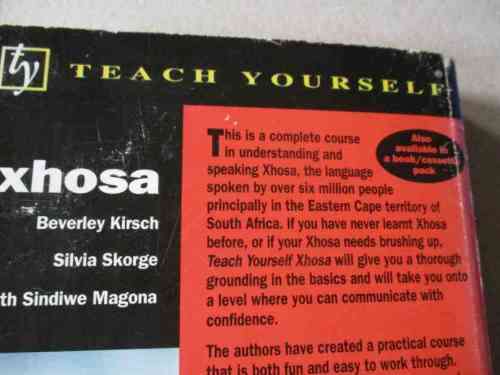 ty TEACH YOURSELF
xhosa
Beverley Kirsch
Silvia Skorge
th Sindiwe Magona
This is a complete course
in understanding and
speaking Xhosa, the language
spoken by over six million people
principally in the Eastern Cape territory of
South Africa. If you have never learnt Xhosa
before, or if your Xhosa needs brushing up,
Teach Yourself Xhosa will give you a thorough
grounding in the basics and will take you onto
a level where you can communicate with
confidence.
The authors have created a practical course
that is both fun and easy to work through.
Also
available in
a book/cassette
pack